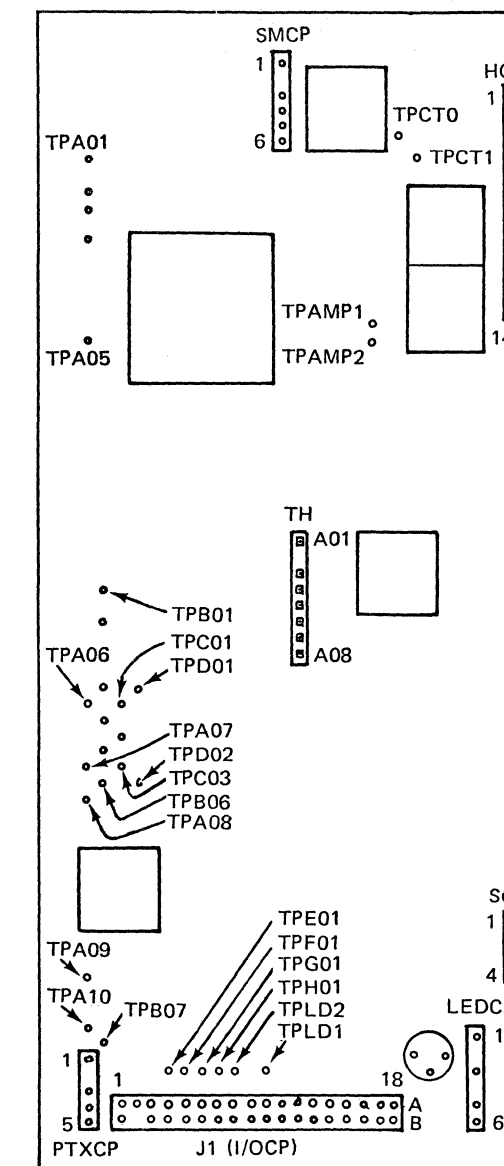 SMCP
1
6
HC
1
TPCT0
TPCT1
TPA01
TPAMP1
TPAMP2
14
TPA05
TH
A01
A08
TPB01
TPC01
TPA06
TPD01
TPA07
TPD02
TPC03
TPB06
TPA08
TPA09
TPA10
TPB07
TPE01
TPF01
TPG01
TPH01
TPLD2
TPLD1
1
4
LEDC
1
6
1
5
PTXCP
1
18
A
B
J1 (I/OCP)